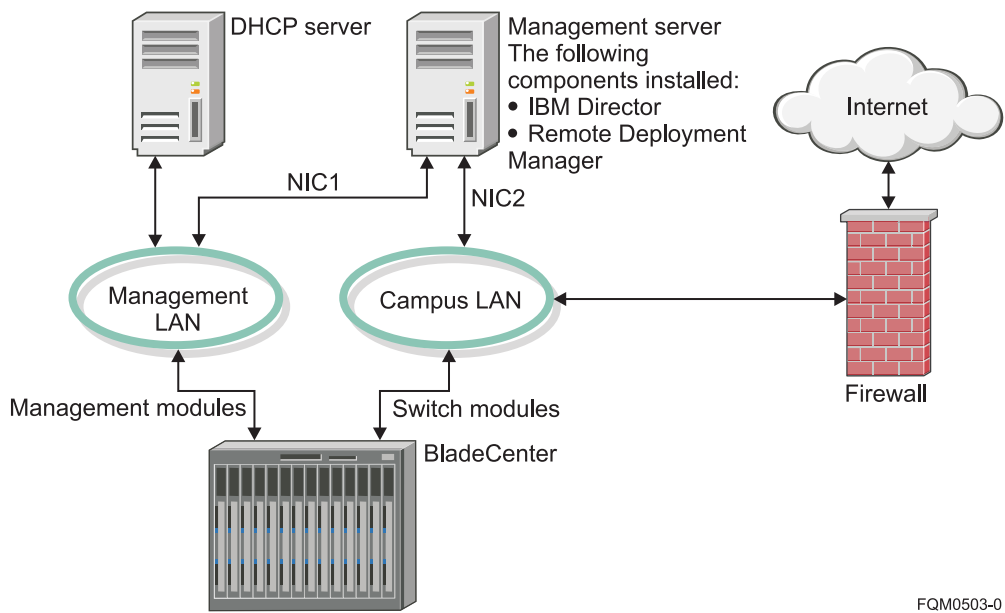 DHCP server
Management server
The following
components installed:
• IBM Director
• Remote Deployment
Manager
Internet
NIC1
NIC2
Management
LAN
Campus LAN
Firewall
Management modules
Switch modules
BladeCenter
FQM0503-0